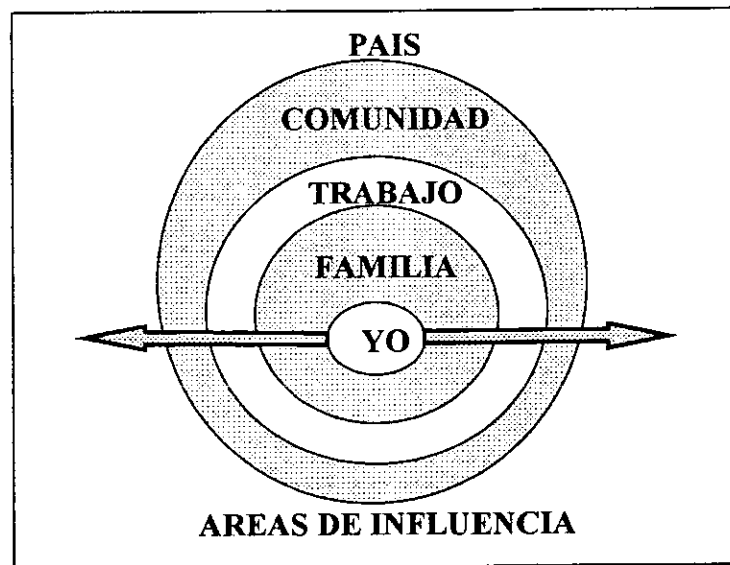 PAIS
COMUNIDAD
TRABAJO
FAMILIA
YO
AREAS DE INFLUENCIA